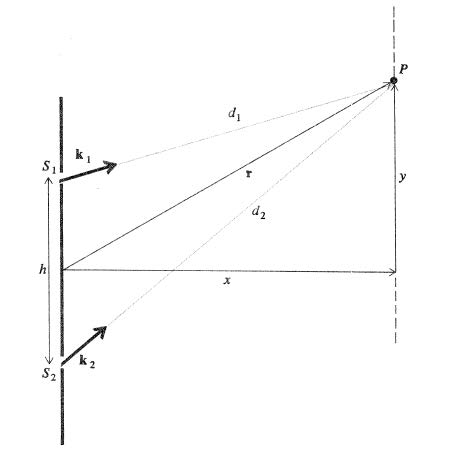 P
d₁
k₁
S₁
r
y
d₂
h
x
k₂
S₂